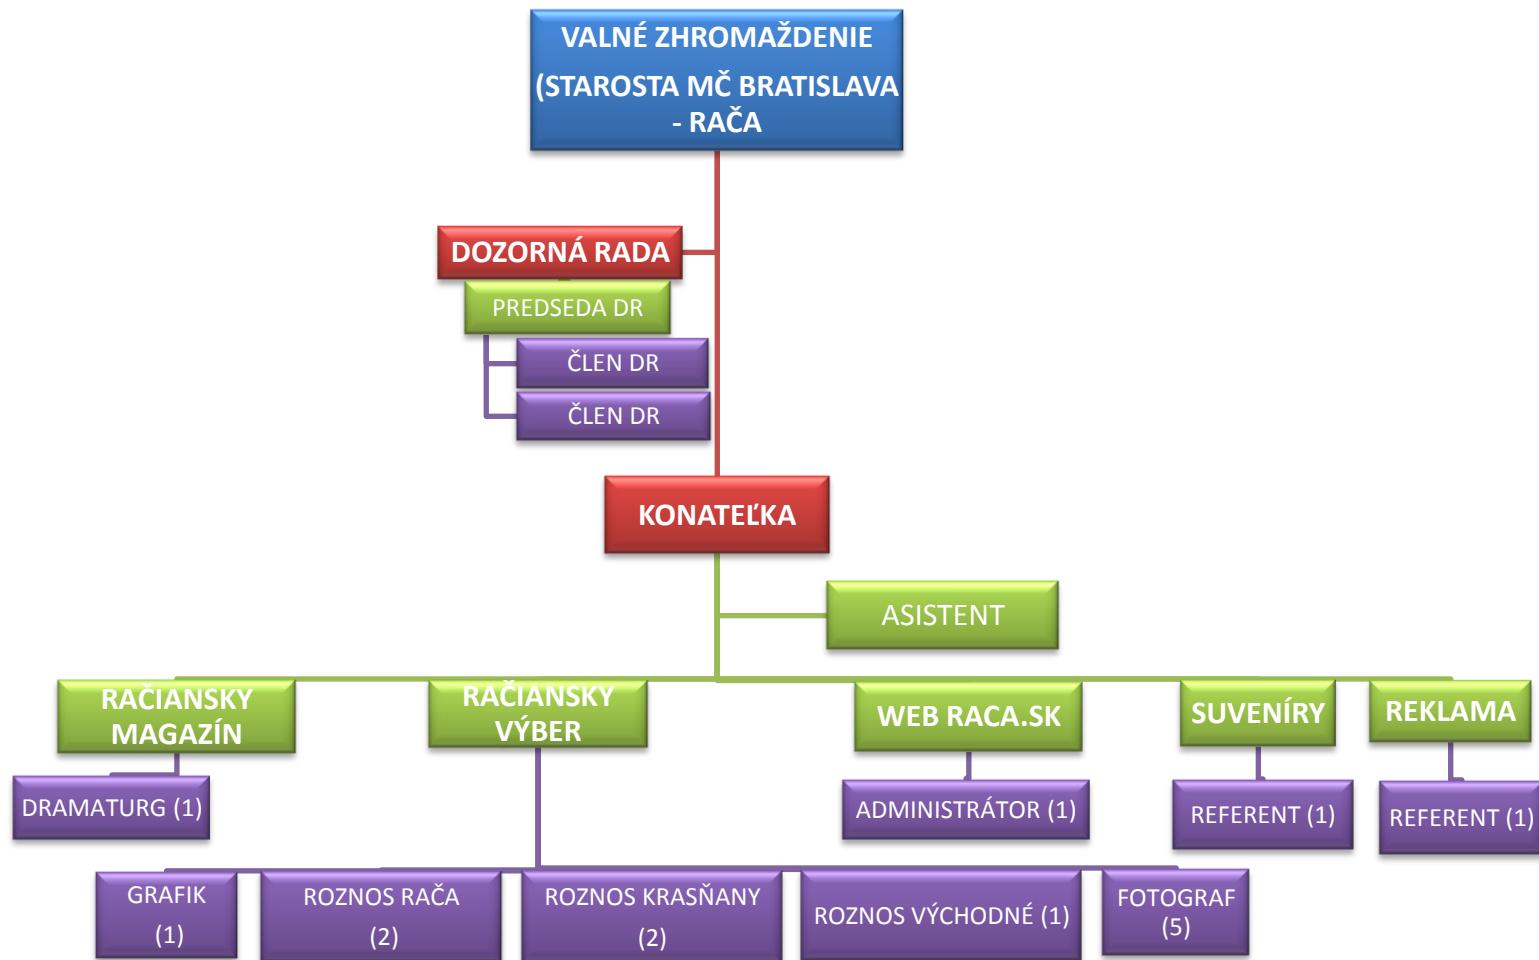 VALNÉ ZHROMAŽDENIE
(STAROSTA MČ BRATISLAVA
- RAČA
DOZORNÁ RADA
PREDSEDA DR
ČLEN DR
ČLEN DR
KONATEĽKA
ASISTENT
RAČIANSKY
MAGAZÍN
RAČIANSKY
VÝBER
WEB RACA.SK
SUVENÍRY
REKLAMA
DRAMATURG (1)
ADMINISTRÁTOR (1)
REFERENT (1)
REFERENT (1)
GRAFIK
(1)
ROZNOS RAČA
(2)
ROZNOS KRASŇANY
(2)
ROZNOS VÝCHODNÉ (1)
FOTOGRAF
(5)